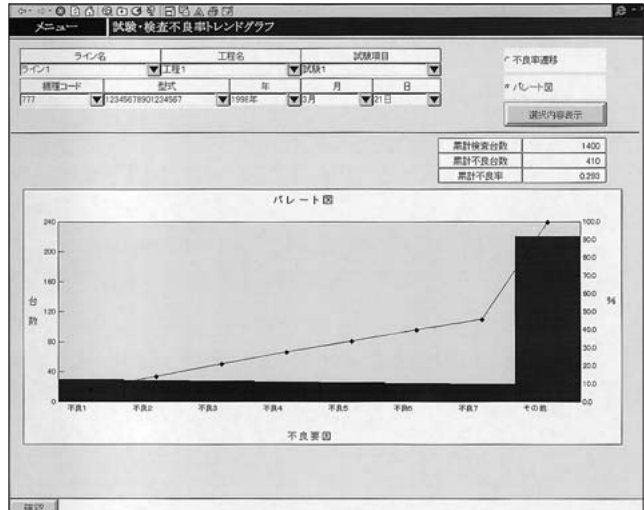 メニュー 試験・検査不良率トレンドグラフ
ライン名 工程名 試験項目
ライン1 工程1 試験1
機種コード 型式 年 月 日
777 12345678901234567 1998年 3月 21日
不良率遷移
パレート図
選択内容表示
累計検査台数 1400
累計不良台数 410
累計不良率 0.293
パレート図
240
200
160
120
80
40
0
台数
100.0
90.0
80.0
70.0
60.0
50.0
40.0
30.0
20.0
10.0
0.0
%
不良1 不良2 不良3 不良4 不良5 不良6 不良7 その他
不良要因
確認